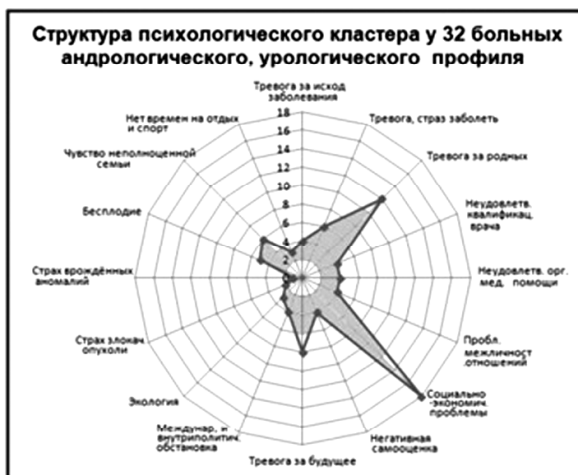 Структура психологического кластера у 32 больных
андрологического, урологического профиля
Тревога за исход
заболевания
Тревога, страз заболеть
Тревога за родных
Неудовлетв.
квалификац.
врача
Неудовлетв. орг.
мед. помощи
Пробл.
межличност.
отношений
Социально
-экономич.
проблемы
Негативная
самооценка
Тревога за будущее
Междунар. и
внутриполитич.
обстановка
Экология
Страх злокач.
опухоли
Страх врождённых
аномалий
Бесплодие
Чувство неполноценной
семьи
Нет времен на отдых
и спорт
18
16
14
12
10
8
6
4
2
0